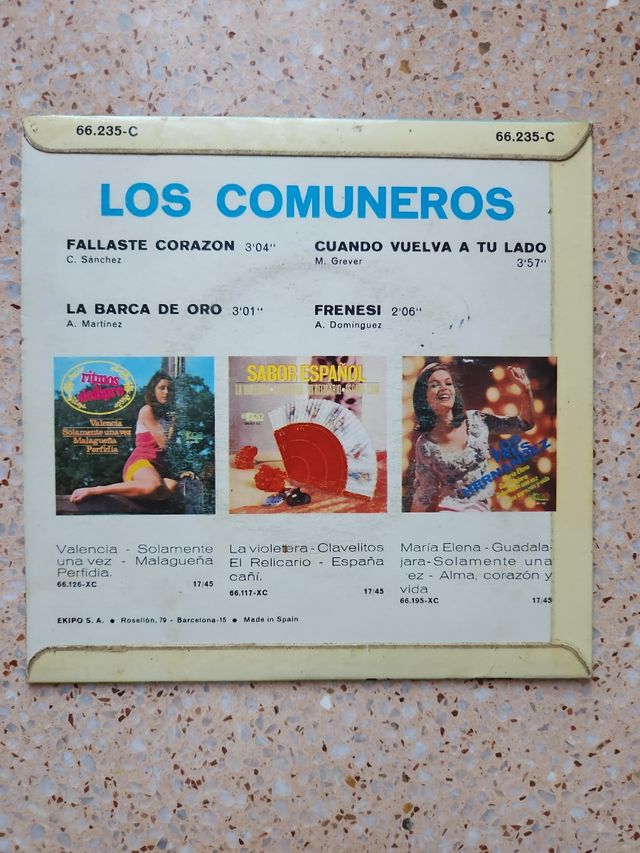 66.235-C
66.235-C
LOS COMUNEROS
FALLASTE CORAZON 3'04''
C. Sánchez
CUANDO VUELVA A TU LADO
M. Grever 3'57''
LA BARCA DE ORO 3'01''
A. Martínez
FRENESI 2'06''
A. Domínguez
ritmos
Valencia
Solamente una vez
Malagueña
Perfidia
SABOR ESPAÑOL
HERNANDEZ
Valencia - Solamente
una vez - Malagueña
Perfidia.
66.126-XC 17/45
La violetera - Clavelitos
El Relicario - España
cañí.
66.117-XC 17/45
María Elena - Guadala-
jara - Solamente una
ez - Alma, corazón y
vida
66.195-XC 17/45
EKIPO S. A. ● Rosellón, 79 - Barcelona-15 ● Made in Spain